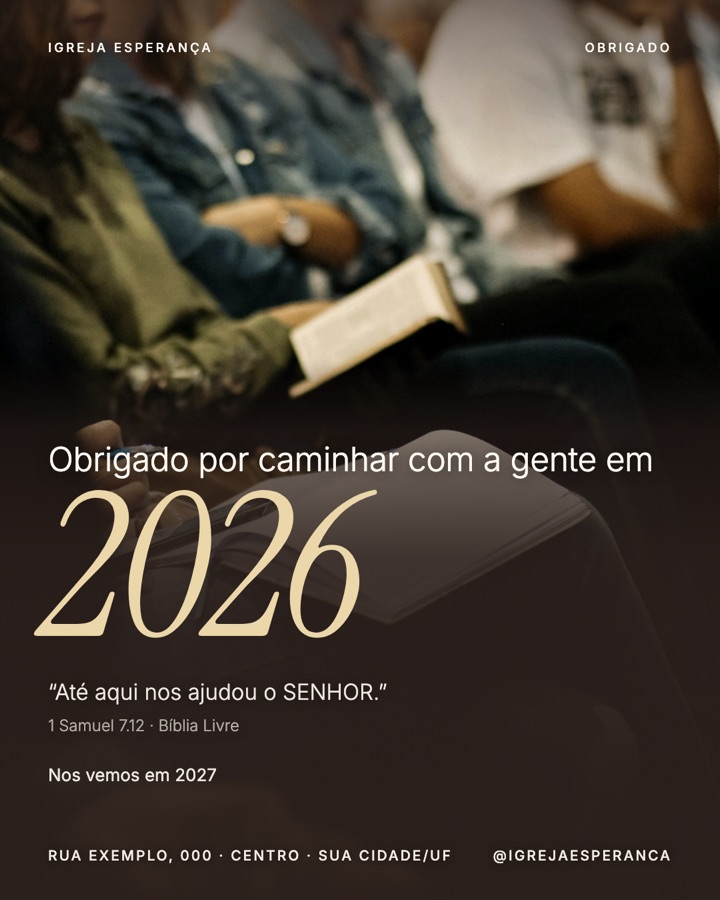 IGREJA ESPERANÇA
OBRIGADO
Obrigado por caminhar com a gente em
2026
“Até aqui nos ajudou o SENHOR.”
1 Samuel 7.12 · Bíblia Livre
Nos vemos em 2027
RUA EXEMPLO, 000 · CENTRO · SUA CIDADE/UF
@IGREJAESPERANCA